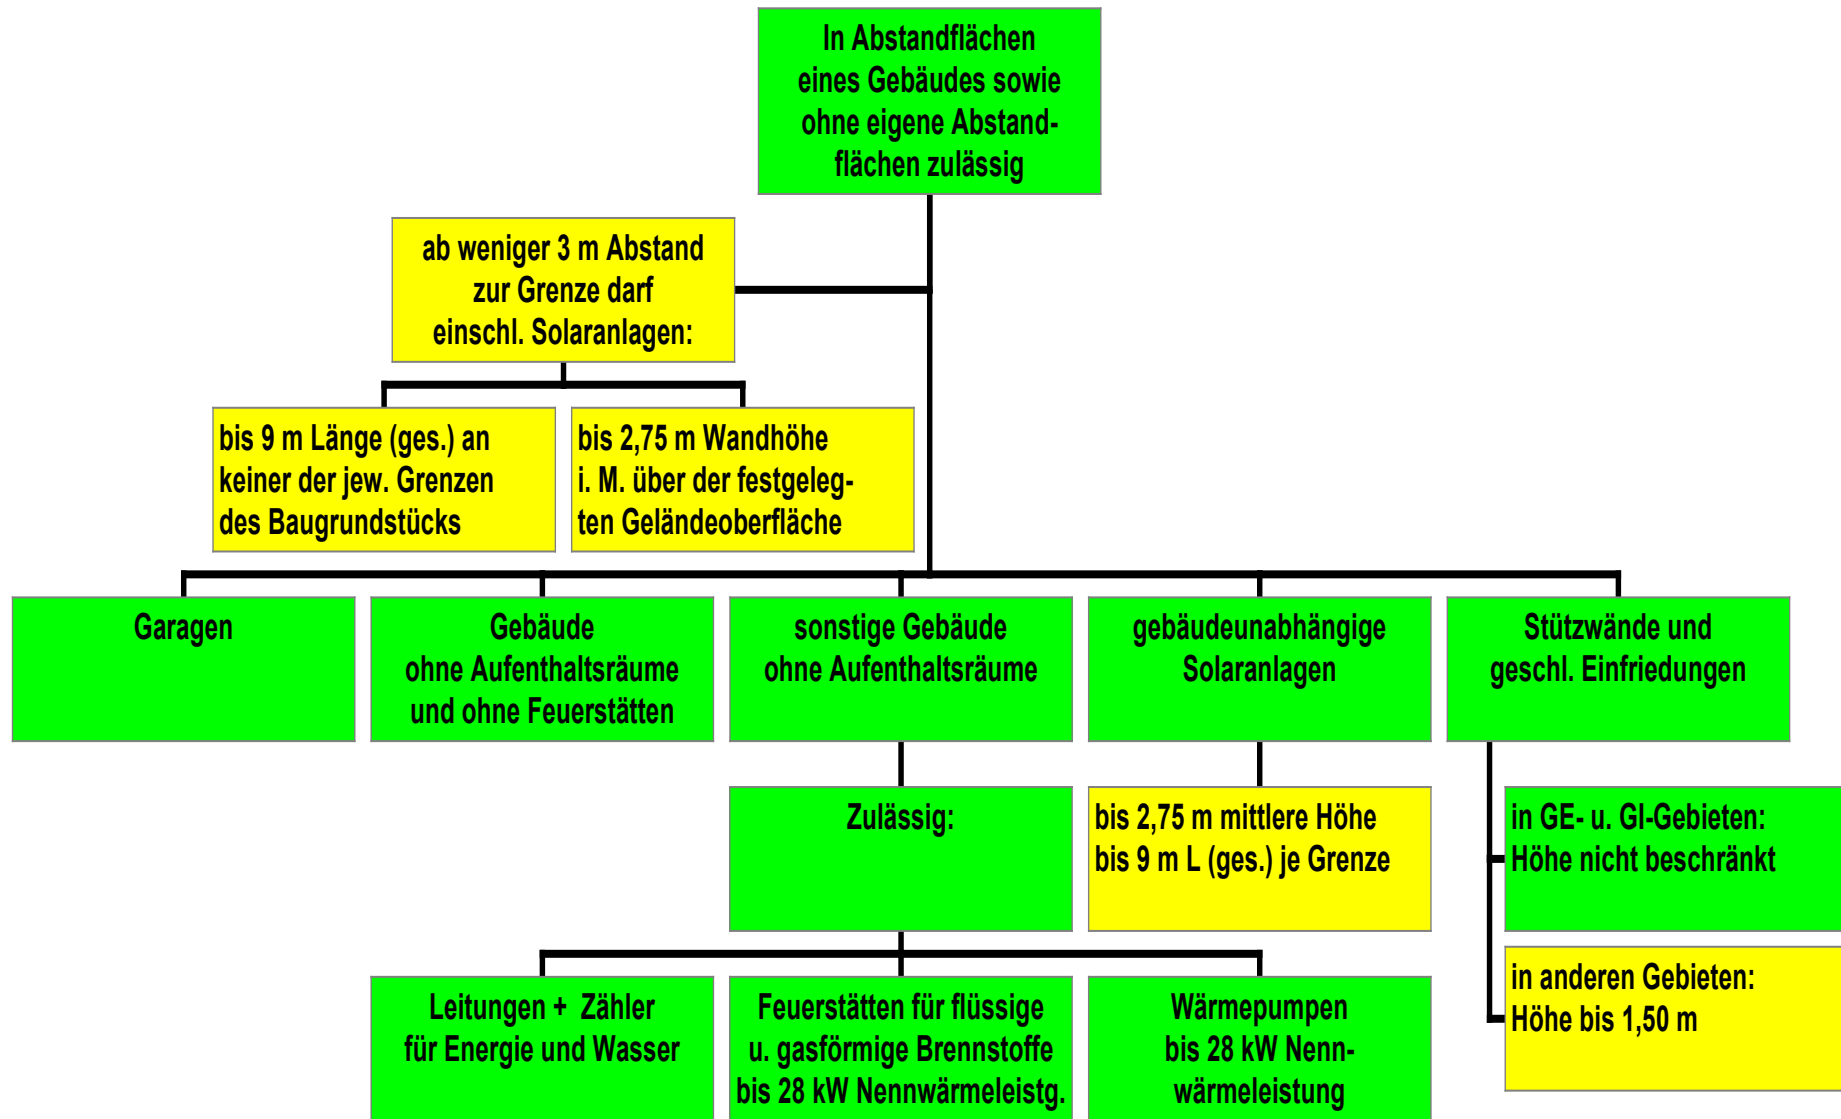 In Abstandflächen
eines Gebäudes sowie
ohne eigene Abstand-
flächen zulässig
ab weniger 3 m Abstand
zur Grenze darf
einschl. Solaranlagen:
bis 9 m Länge (ges.) an
keiner der jew. Grenzen
des Baugrundstücks
bis 2,75 m Wandhöhe
i. M. über der festgeleg-
ten Geländeoberfläche
Garagen
Gebäude
ohne Aufenthaltsräume
und ohne Feuerstätten
sonstige Gebäude
ohne Aufenthaltsräume
gebäudeunabhängige
Solaranlagen
Stützwände und
geschl. Einfriedungen
Zulässig:
bis 2,75 m mittlere Höhe
bis 9 m L (ges.) je Grenze
in GE- u. GI-Gebieten:
Höhe nicht beschränkt
in anderen Gebieten:
Höhe bis 1,50 m
Leitungen + Zähler
für Energie und Wasser
Feuerstätten für flüssige
u. gasförmige Brennstoffe
bis 28 kW Nennwärmeleistg.
Wärmepumpen
bis 28 kW Nenn-
wärmeleistung